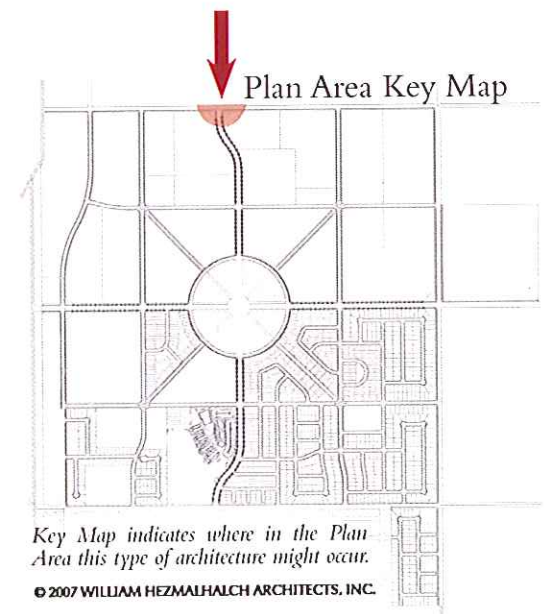 Plan Area Key Map
Key Map indicates where in the Plan
Area this type of architecture might occur.
© 2007 WILLIAM HEZMALHALCH ARCHITECTS, INC.